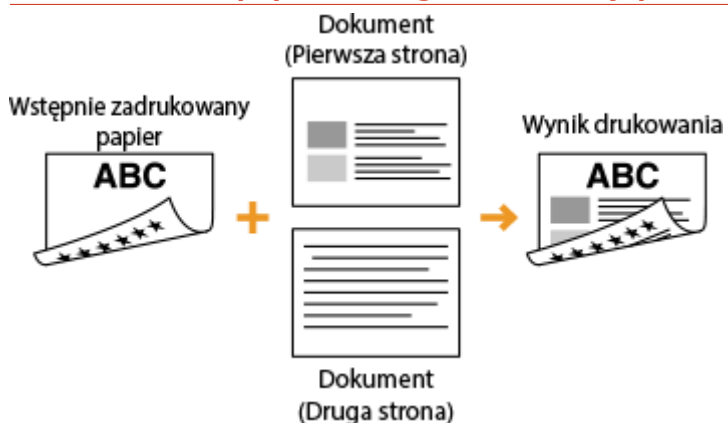 Dokument
(Pierwsza strona)
Wstępnie zadrukowany
papier
ABC
Wynik drukowania
ABC
Dokument
(Druga strona)